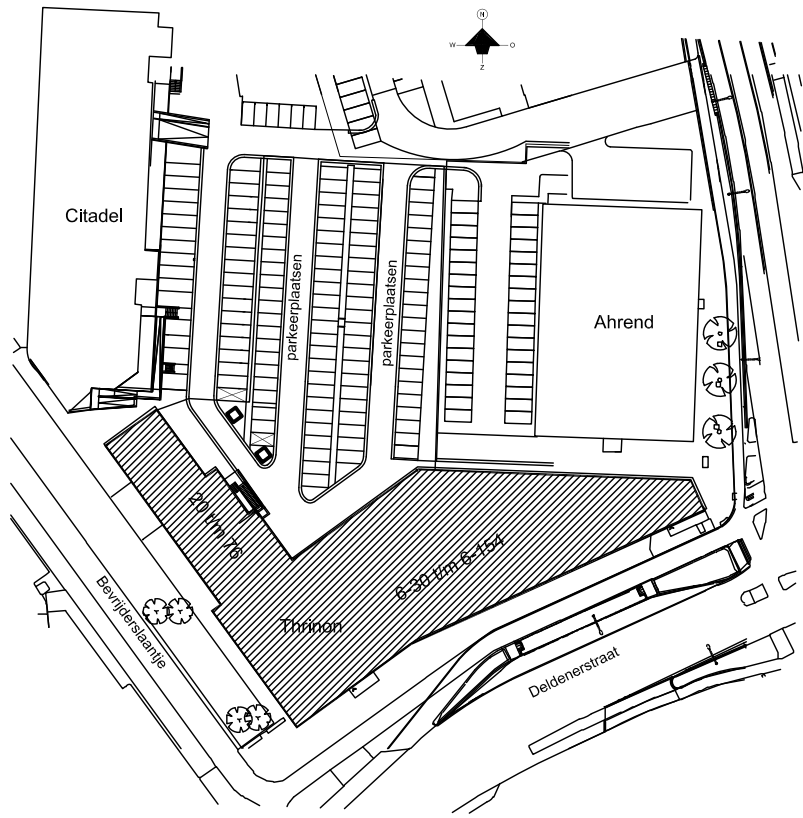 N
W
O
Z
Citadel
parkeerplaatsen
parkeerplaatsen
Ahrend
20 t/m 76
6-30 t/m 6-154
Thrinon
Bevrijderslaantje
Deldenerstraat